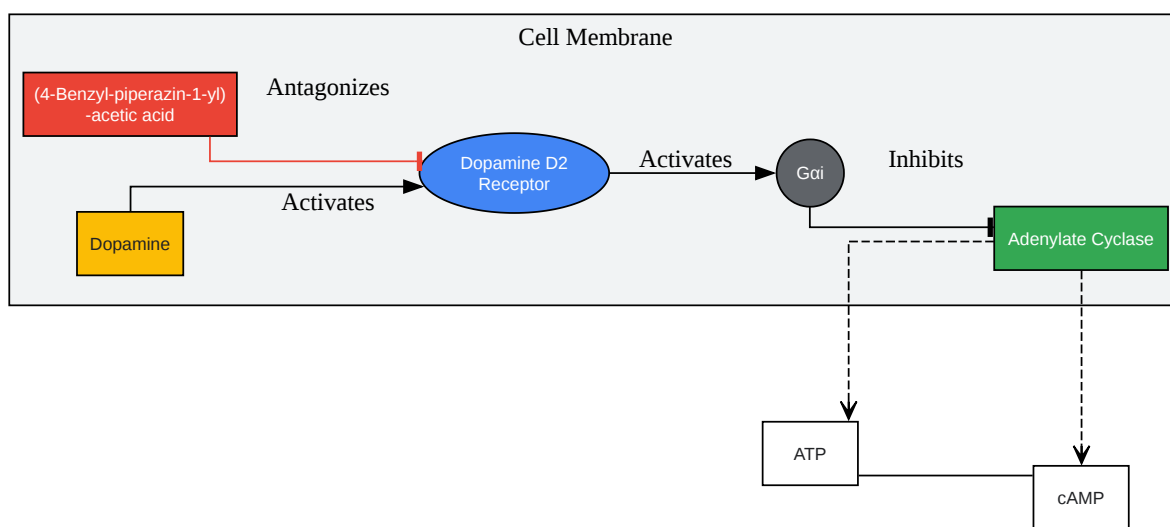 Cell Membrane
(4-Benzyl-piperazin-1-yl)
-acetic acid
Antagonizes
Dopamine D2
Receptor
Activates
Gαi
Inhibits
Activates
Dopamine
Adenylate Cyclase
ATP
cAMP